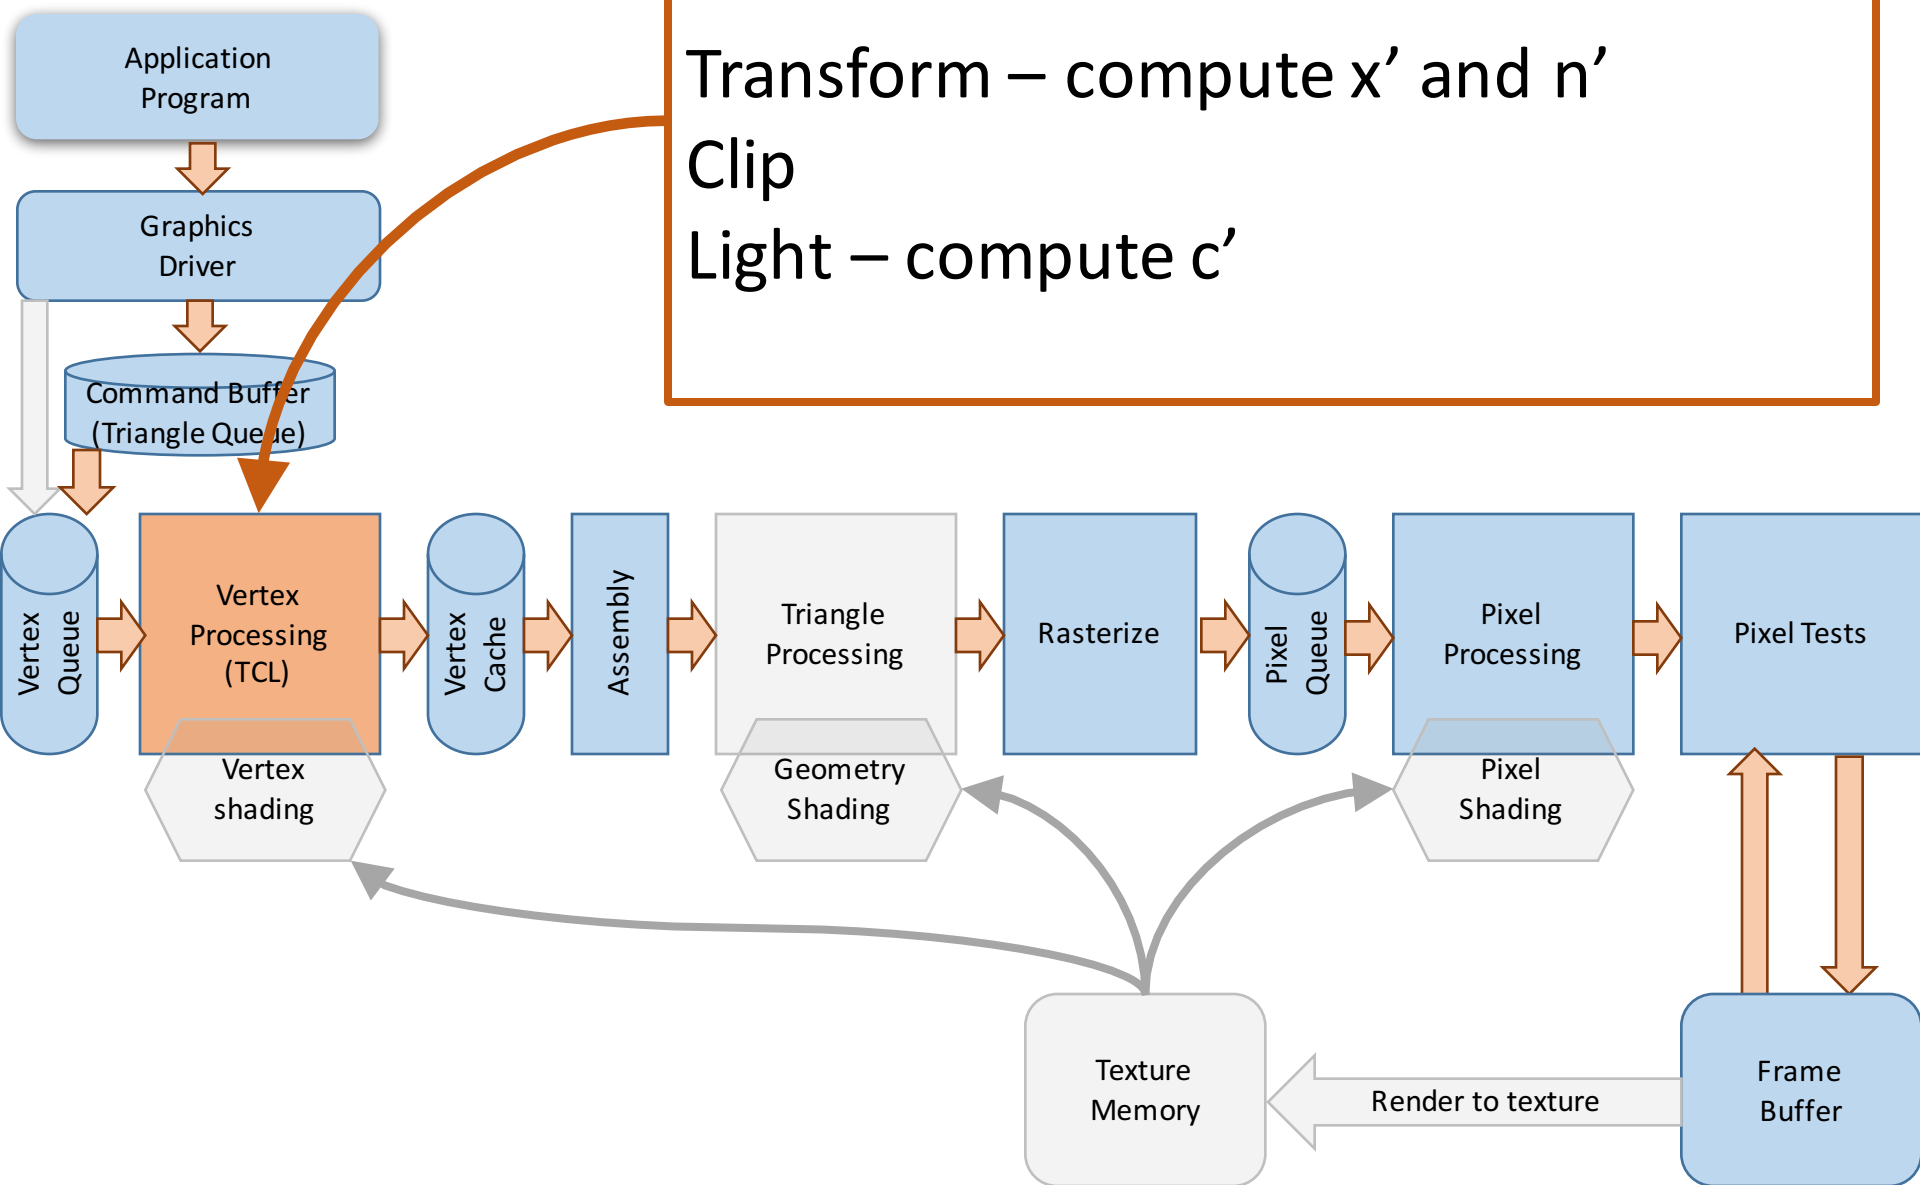 Application
Program
Transform – compute x’ and n’
Clip
Light – compute c’
Graphics
Driver
Command Buffer
(Triangle Queue)
Vertex
Queue
Vertex
Processing
(TCL)
Vertex
Cache
Assembly
Triangle
Processing
Rasterize
Pixel
Queue
Pixel
Processing
Pixel Tests
Vertex
shading
Geometry
Shading
Pixel
Shading
Texture
Memory
Render to texture
Frame
Buffer